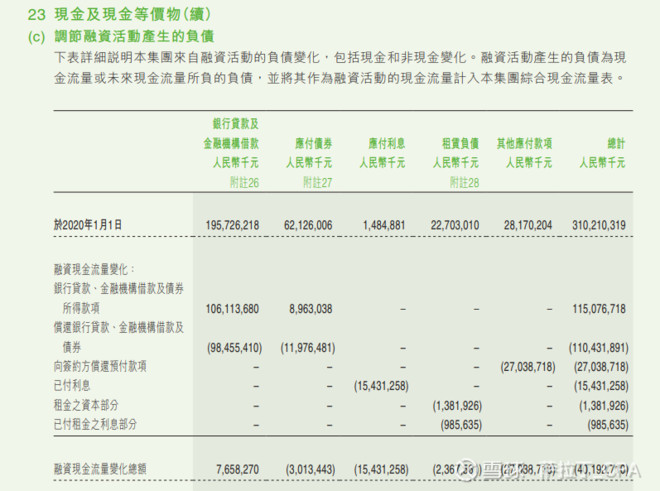 23 現金及現金等價物(續)
(c) 調節融資活動產生的負債
下表詳細説明本集團來自融資活動的負債變化，包括現金和非現金變化。融資活動產生的負債為現
金流量或未來現金流量所負的負債，並將其作為融資活動的現金流量計入本集團綜合現金流量表。
銀行貸款及
金融機構借款 應付債券 應付利息 租賃負債 其他應付款項 總計
人民幣千元 人民幣千元 人民幣千元 人民幣千元 人民幣千元 人民幣千元
附註26 附註27 附註28
於2020年1月1日 195,726,218 62,126,006 1,484,881 22,703,010 28,170,204 310,210,319
融資現金流量變化：
銀行貸款、金融機構借款及債券
所得款項 106,113,680 8,963,038 – – – 115,076,718
償還銀行貸款、金融機構借款及
債券 (98,455,410) (11,976,481) – – – (110,431,891)
向簽約方償還預付款項 – – – – (27,038,718) (27,038,718)
已付利息 – – (15,431,258) – – (15,431,258)
租金之資本部分 – – – (1,381,926) – (1,381,926)
已付租金之利息部分 – – – (985,635) – (985,635)
融資現金流量變化總額 7,658,270 (3,013,443) (15,431,258)
雪球